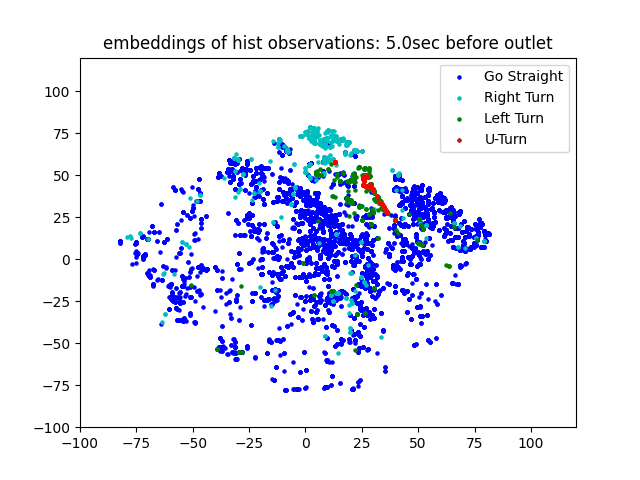 embeddings of hist observations: 5.0sec before outlet
Go Straight
Right Turn
Left Turn
U-Turn
100
75
50
25
0
−25
−50
−75
−100
−100 −75 −50 −25 0 25 50 75 100